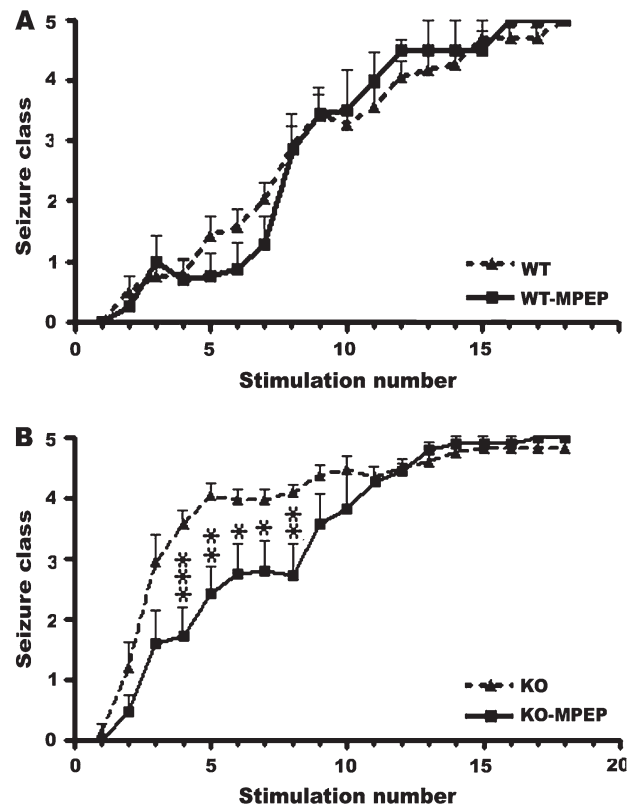 A
5
4
3
2
1
0
Seizure class
WT
WT-MPEP
0 5 10 15
Stimulation number
B
5
4
3
2
1
0
Seizure class
*** ** * * **
KO
KO-MPEP
0 5 10 15 20
Stimulation number